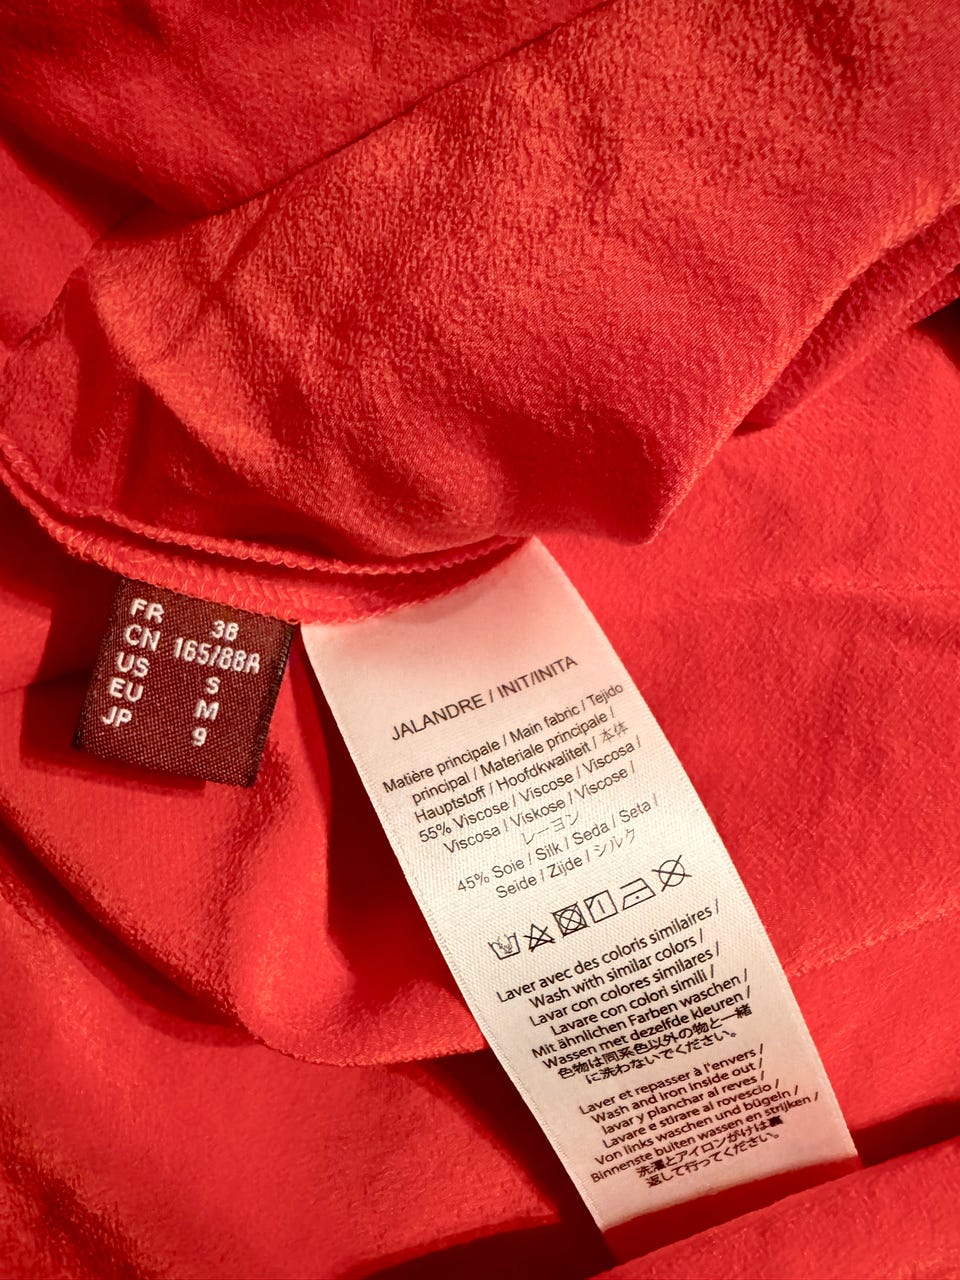 FR 38
CN 165/88A
US S
EU M
JP 9
JALANDRE / INIT/INITA
Matière principale / Main fabric / Tejido
principal / Materiale principale /
Hauptstoff / Hoofdkwaliteit / 本体
55% Viscose / Viscose / Viscosa /
Viscosa / Viskose / Viscose /
レーヨン
45% Soie / Silk / Seda / Seta /
Seide / Zijde / シルク
Laver avec des coloris similaires /
Wash with similar colors /
Lavar con colores similares /
Lavare con colori simili /
Mit ähnlichen Farben waschen /
Wassen met dezelfde kleuren /
色物は同系色以外の物と一緒
に洗わないでください。
Laver et repasser à l'envers /
Wash and iron inside out /
lavar y planchar al reves /
Lavare e stirare al rovescio /
Von links waschen und bügeln /
Binnenste buiten wassen en strijken /
洗濯とアイロンがけは裏
返して行ってください。